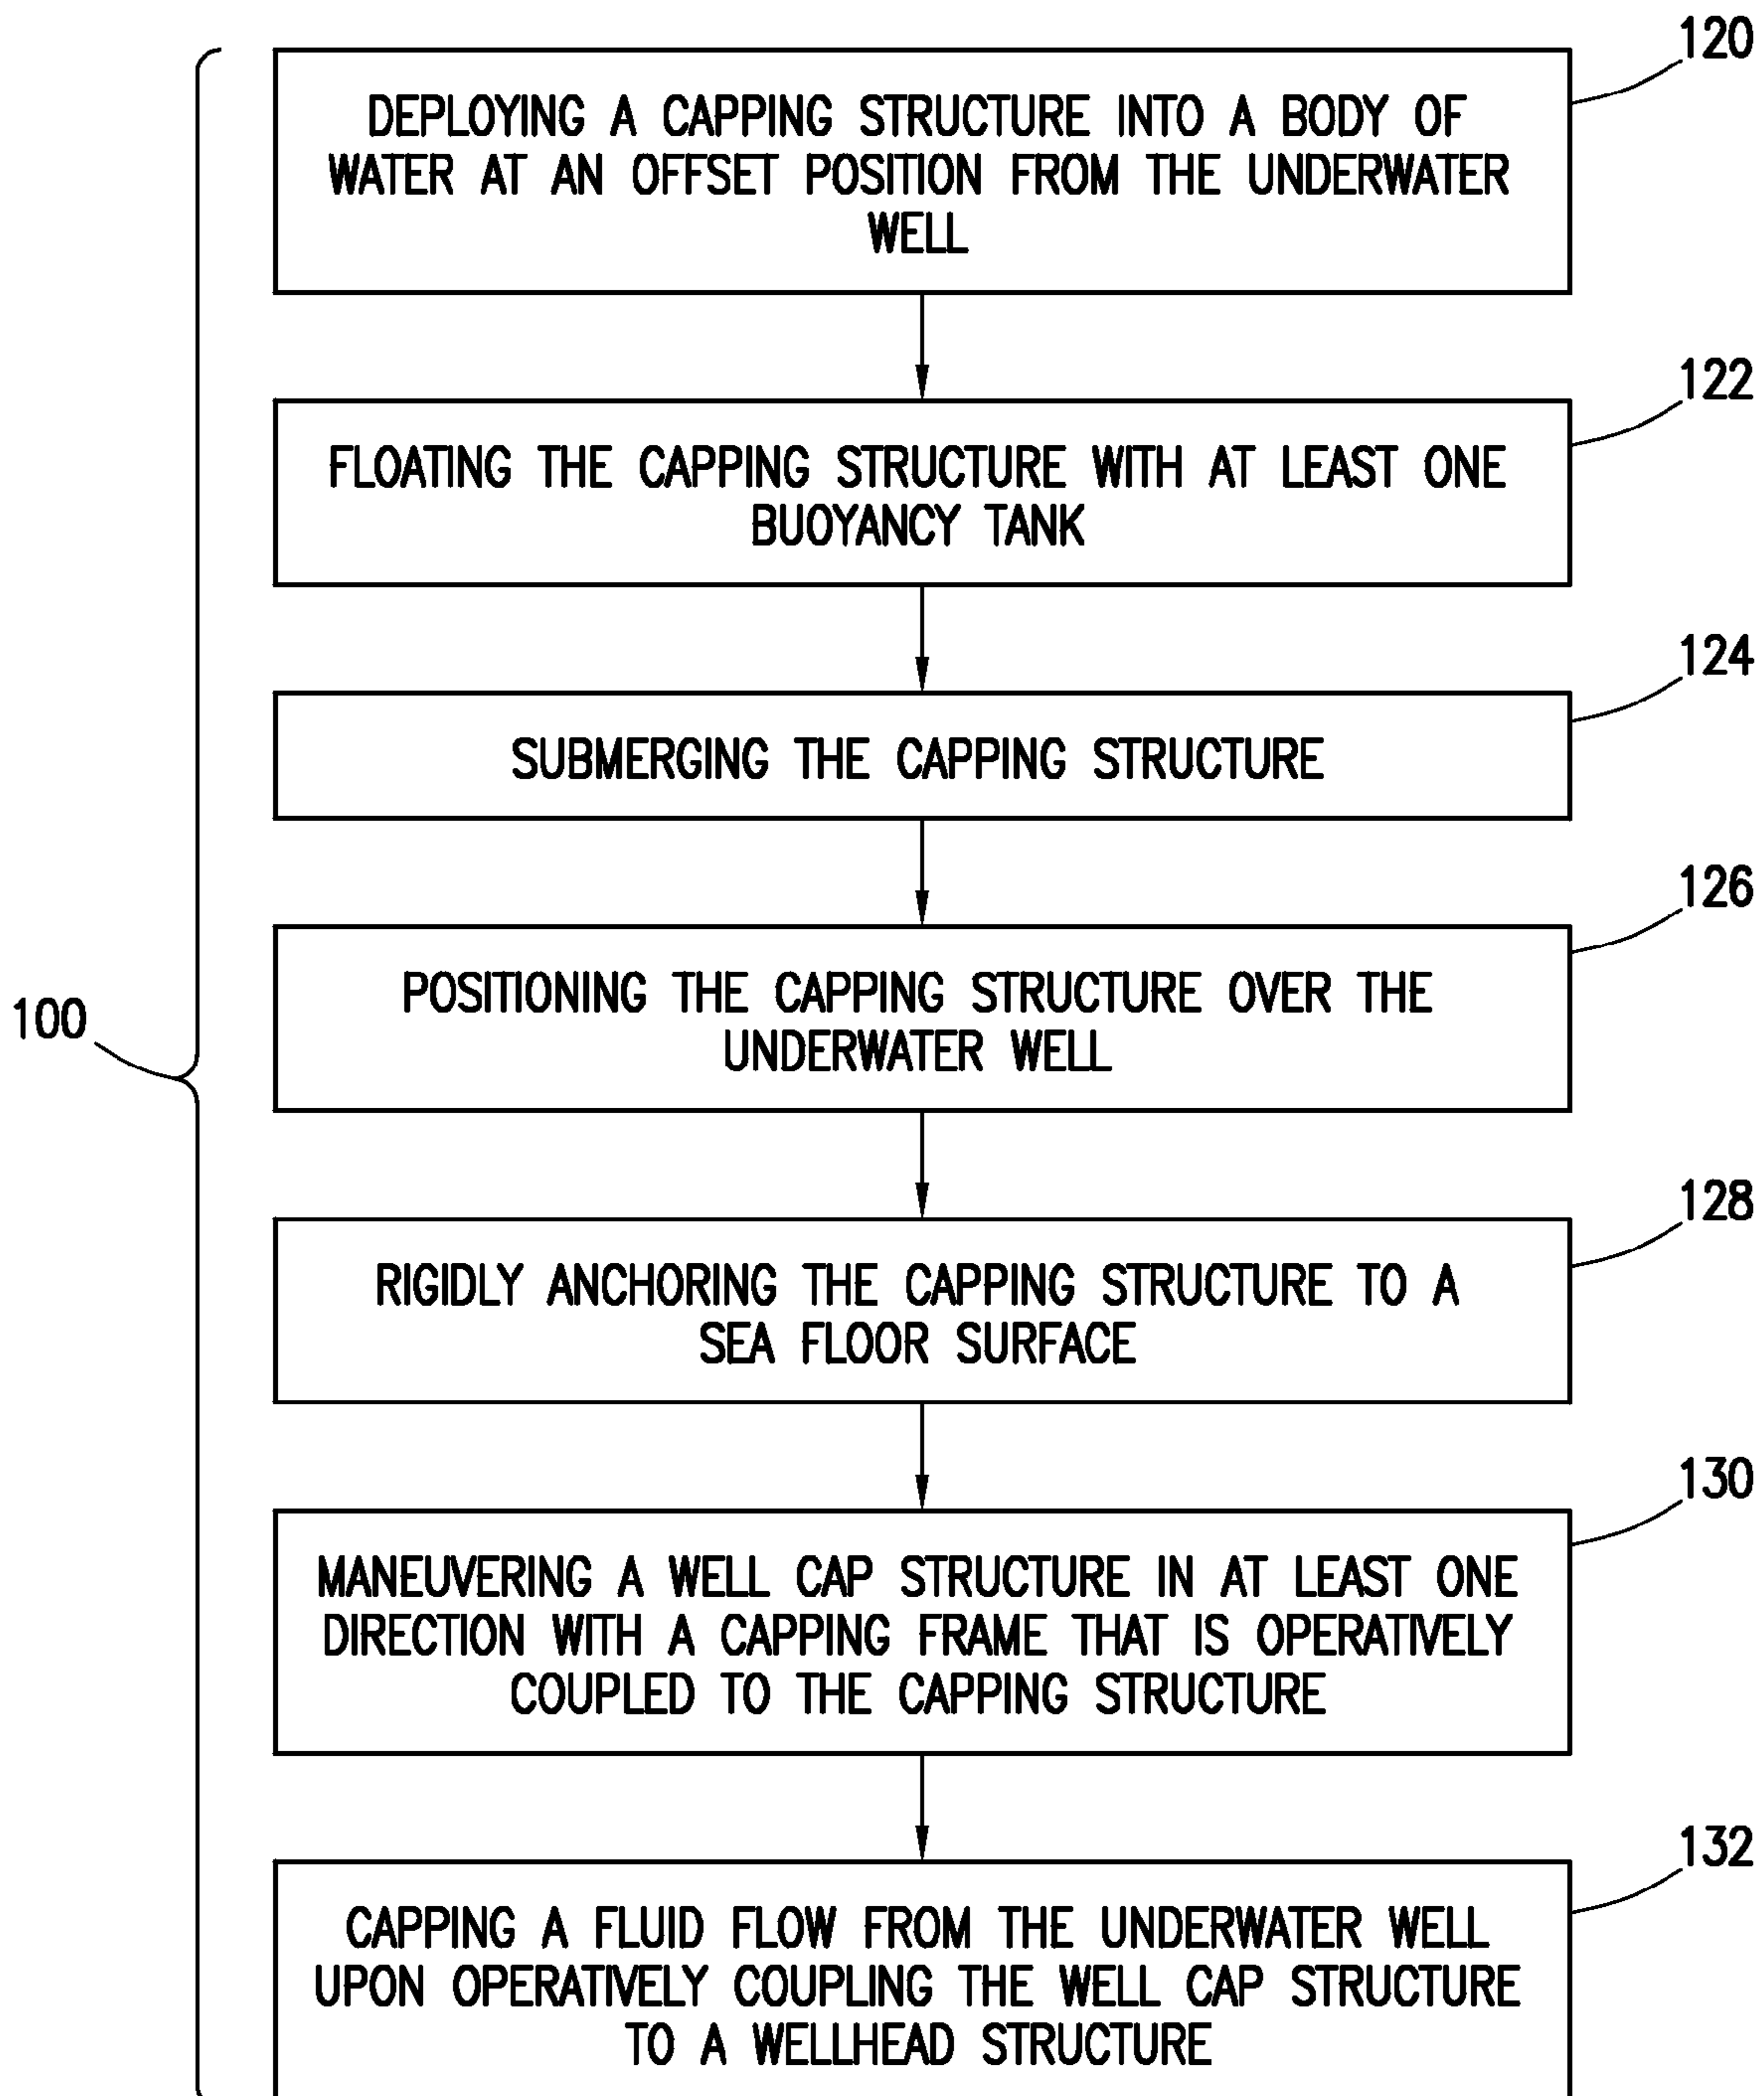 120
DEPLOYING A CAPPING STRUCTURE INTO A BODY OF
WATER AT AN OFFSET POSITION FROM THE UNDERWATER
WELL
122
FLOATING THE CAPPING STRUCTURE WITH AT LEAST ONE
BUOYANCY TANK
124
SUBMERGING THE CAPPING STRUCTURE
126
POSITIONING THE CAPPING STRUCTURE OVER THE
UNDERWATER WELL
100
128
RIGIDLY ANCHORING THE CAPPING STRUCTURE TO A
SEA FLOOR SURFACE
130
MANEUVERING A WELL CAP STRUCTURE IN AT LEAST ONE
DIRECTION WITH A CAPPING FRAME THAT IS OPERATIVELY
COUPLED TO THE CAPPING STRUCTURE
132
CAPPING A FLUID FLOW FROM THE UNDERWATER WELL
UPON OPERATIVELY COUPLING THE WELL CAP STRUCTURE
TO A WELLHEAD STRUCTURE